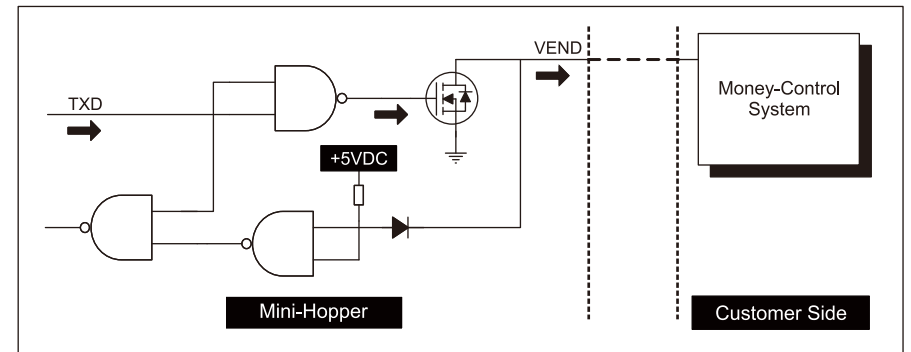 VEND
TXD
Money-Control
System
+5VDC
Mini-Hopper
Customer Side